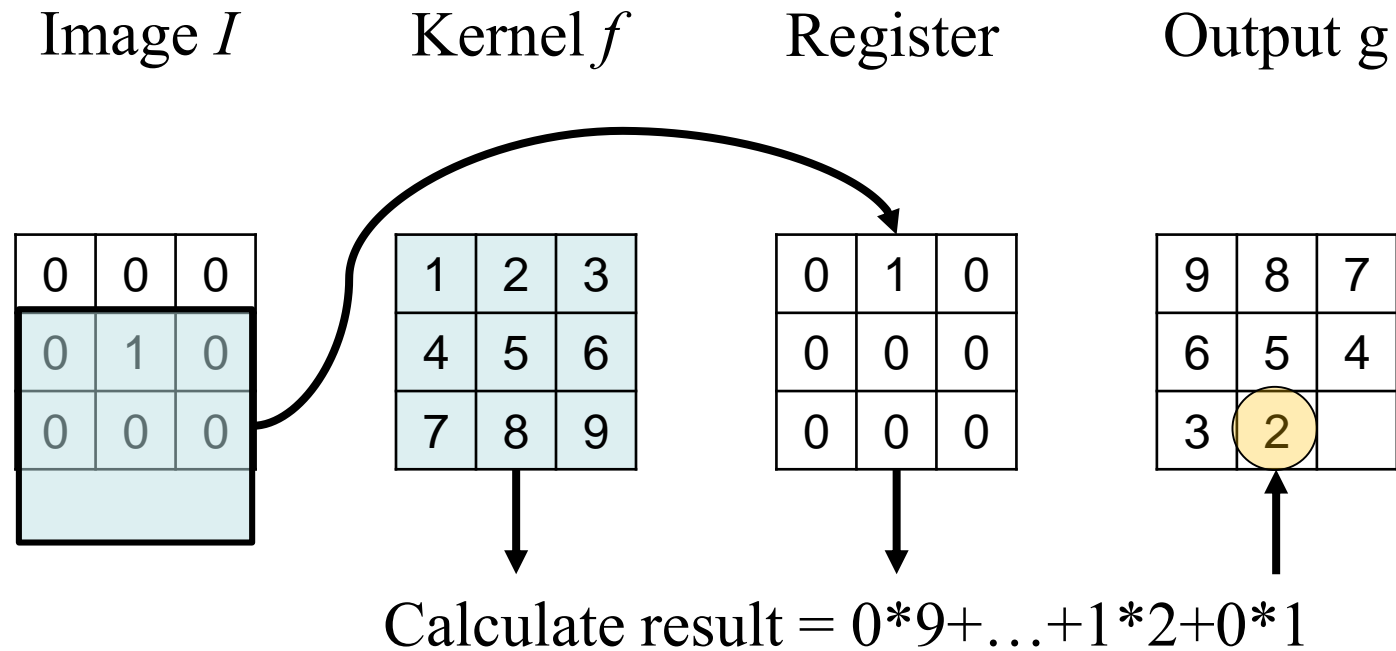 Image I Kernel f Register Output g
0 0 0 1 2 3 0 1 0 9 8 7
0 1 0 4 5 6 0 0 0 6 5 4
0 0 0 7 8 9 0 0 0 3 2
Calculate result = 0*9+…+1*2+0*1